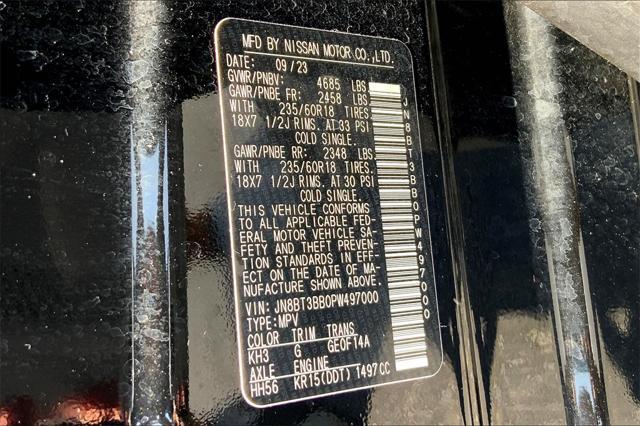 MFD BY NISSAN MOTOR CO.,LTD.
DATE: 09/23
GVWR/PNBV: 4685 LBS
GAWR/PNBE FR: 2458 LBS
WITH 235/60R18 TIRES.
18X7 1/2J RIMS. AT 33 PSI
COLD SINGLE.
GAWR/PNBE RR: 2348 LBS
WITH 235/60R18 TIRES.
18X7 1/2J RIMS. AT 30 PSI
COLD SINGLE.
THIS VEHICLE CONFORMS
TO ALL APPLICABLE FED-
ERAL MOTOR VEHICLE SA-
FETY AND THEFT PREVEN-
TION STANDARDS IN EFF-
ECT ON THE DATE OF MA-
NUFACTURE SHOWN ABOVE.
VIN: JN8BT3BB0PW497000
TYPE: MPV
COLOR TRIM TRANS
KH3 G GE0FT4A
AXLE ENGINE
HH56 KR15(DDT) 1497CC
JN8BT3BB0PW497000